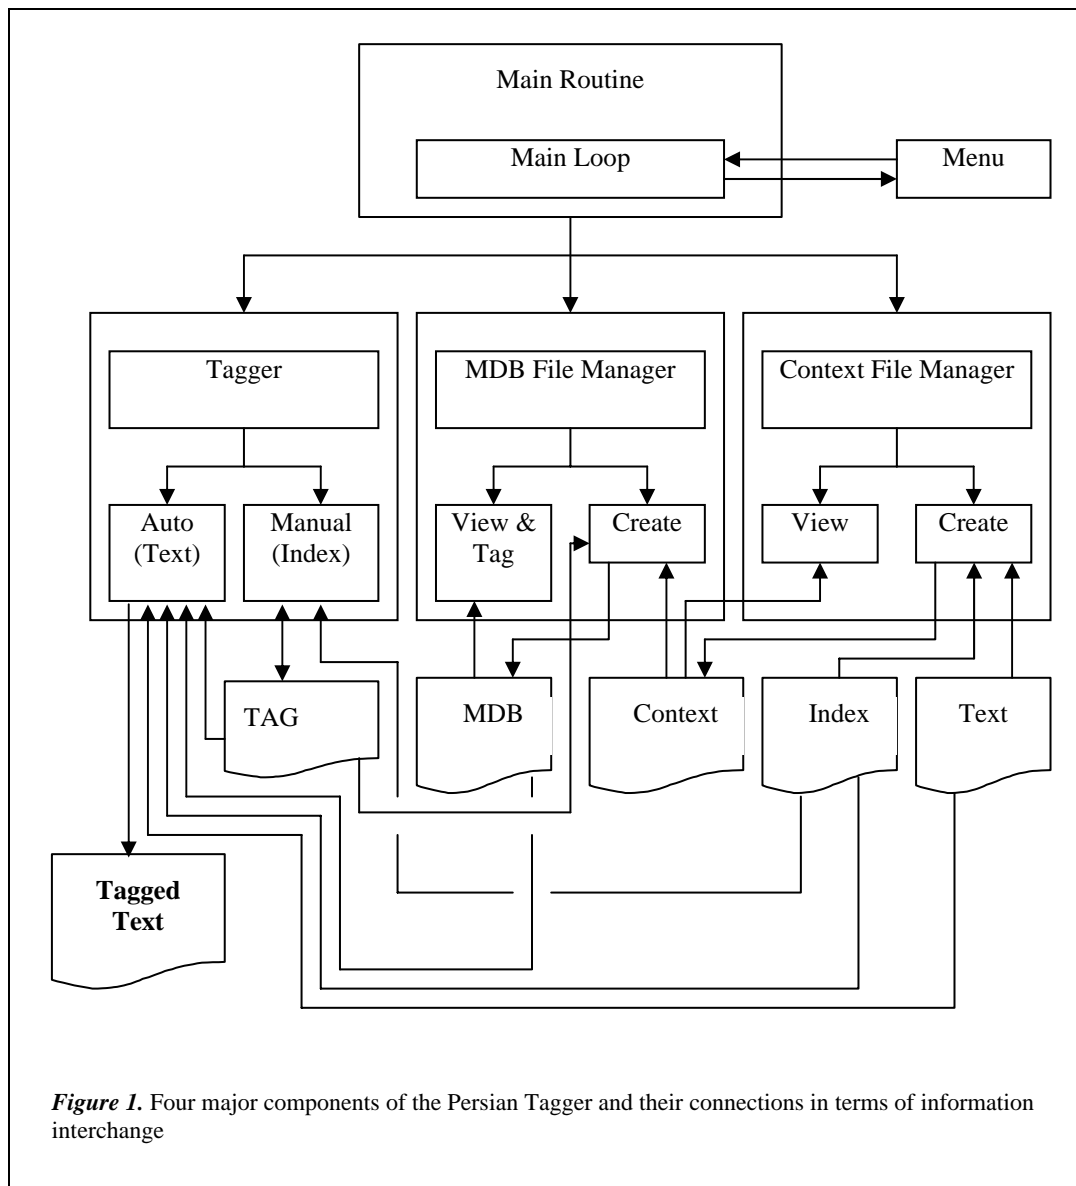 Main Routine
Main Loop
Menu
Tagger
MDB File Manager
Context File Manager
Auto
(Text)
Manual
(Index)
View &
Tag
Create
View
Create
TAG
MDB
Context
Index
Text
Tagged
Text
Figure 1. Four major components of the Persian Tagger and their connections in terms of information
interchange